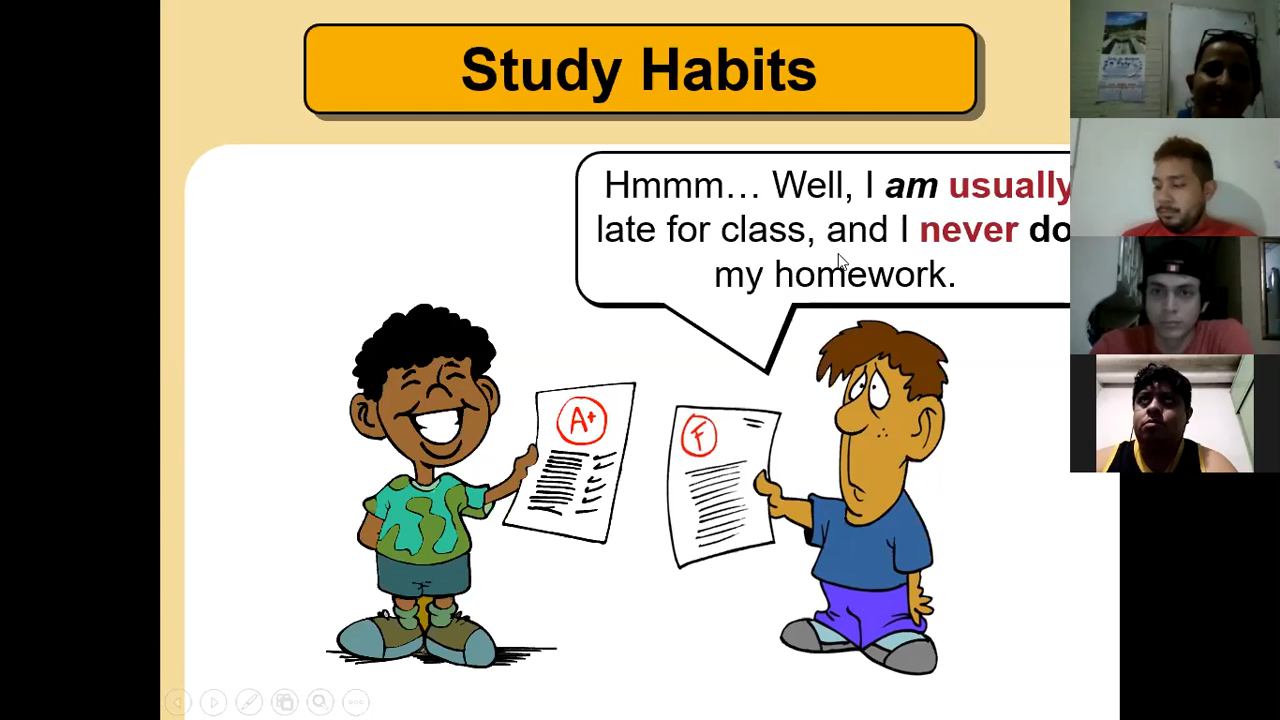 Study Habits
Hmmm… Well, I am usually
late for class, and I never do
my homework.
A+
F